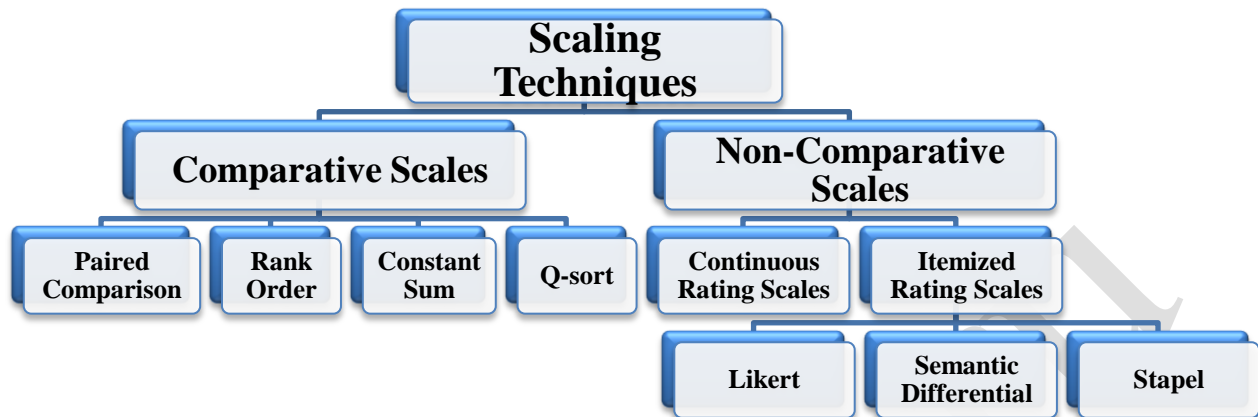 Scaling
Techniques
Comparative Scales
Non-Comparative
Scales
Paired
Comparison
Rank
Order
Constant
Sum
Q-sort
Continuous
Rating Scales
Itemized
Rating Scales
Likert
Semantic
Differential
Stapel